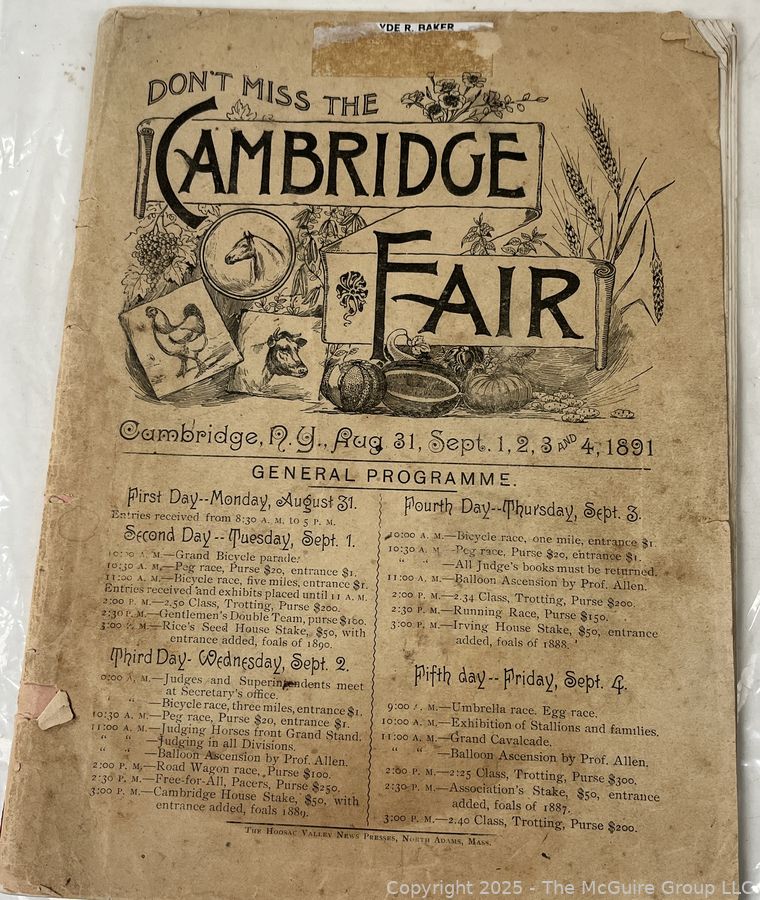 YDE R. BAKER
DON'T MISS THE
CAMBRIDGE
FAIR
Cambridge, N.Y., Aug 31, Sept. 1, 2, 3 AND 4, 1891
GENERAL PROGRAMME.
First Day--Monday, August 31.
Entries received from 8:30 A. M. to 5 P. M.
Second Day--Tuesday, Sept. 1.
10:00 A. M.—Grand Bicycle parade.
10:30 A. M.—Peg race, Purse $20, entrance $1.
11:00 A. M.—Bicycle race, five miles, entrance $1.
Entries received and exhibits placed until 11 A. M.
2:00 P. M.—2.50 Class, Trotting, Purse $200.
2:30 P. M.—Gentlemen's Double Team, purse $160.
3:00 P. M.—Rice's Seed House Stake, $50, with
entrance added, foals of 1890.
Third Day- Wednesday, Sept. 2.
0:00 A. M.—Judges and Superintendents meet
at Secretary's office.
" " —Bicycle race, three miles, entrance $1.
10:30 A. M.—Peg race, Purse $20, entrance $1.
11:00 A. M.—Judging Horses front Grand Stand.
" " —Judging in all Divisions.
" " —Balloon Ascension by Prof. Allen.
2:00 P. M.—Road Wagon race, Purse $100.
2:30 P. M.—Free-for-All, Pacers, Purse $250.
3:00 P. M.—Cambridge House Stake, $50, with
entrance added, foals 1889.
Fourth Day--Thursday, Sept. 3.
10:00 A. M.—Bicycle race, one mile, entrance $1.
10:30 A. M —Peg race, Purse $20, entrance $1.
" " —All Judge's books must be returned.
11:00 A. M.—Balloon Ascension by Prof. Allen.
2:00 P. M.—2.34 Class, Trotting, Purse $200.
2:30 P. M.—Running Race, Purse $150.
3:00 P. M.—Irving House Stake, $50, entrance
added, foals of 1888.
Fifth day--Friday, Sept. 4.
9:00 A. M.—Umbrella race. Egg race.
10:00 A. M.—Exhibition of Stallions and families.
11:00 A. M.—Grand Cavalcade.
" " —Balloon Ascension by Prof. Allen.
2:00 P. M.—2:25 Class, Trotting, Purse $300.
2:30 P. M.—Association's Stake, $50, entrance
added, foals of 1887.
3:00 P. M.—2.40 Class, Trotting, Purse $200.
THE HOOSAC VALLEY NEWS PRESSES, NORTH ADAMS, MASS.
Copyright 2025 - The McGuire Group LLC